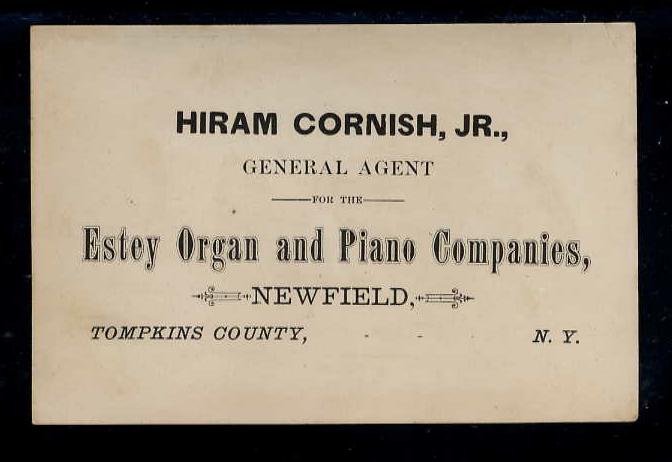 HIRAM CORNISH, JR.,
GENERAL AGENT
FOR THE
Estey Organ and Piano Companies,
NEWFIELD,
TOMPKINS COUNTY, - - N. Y.